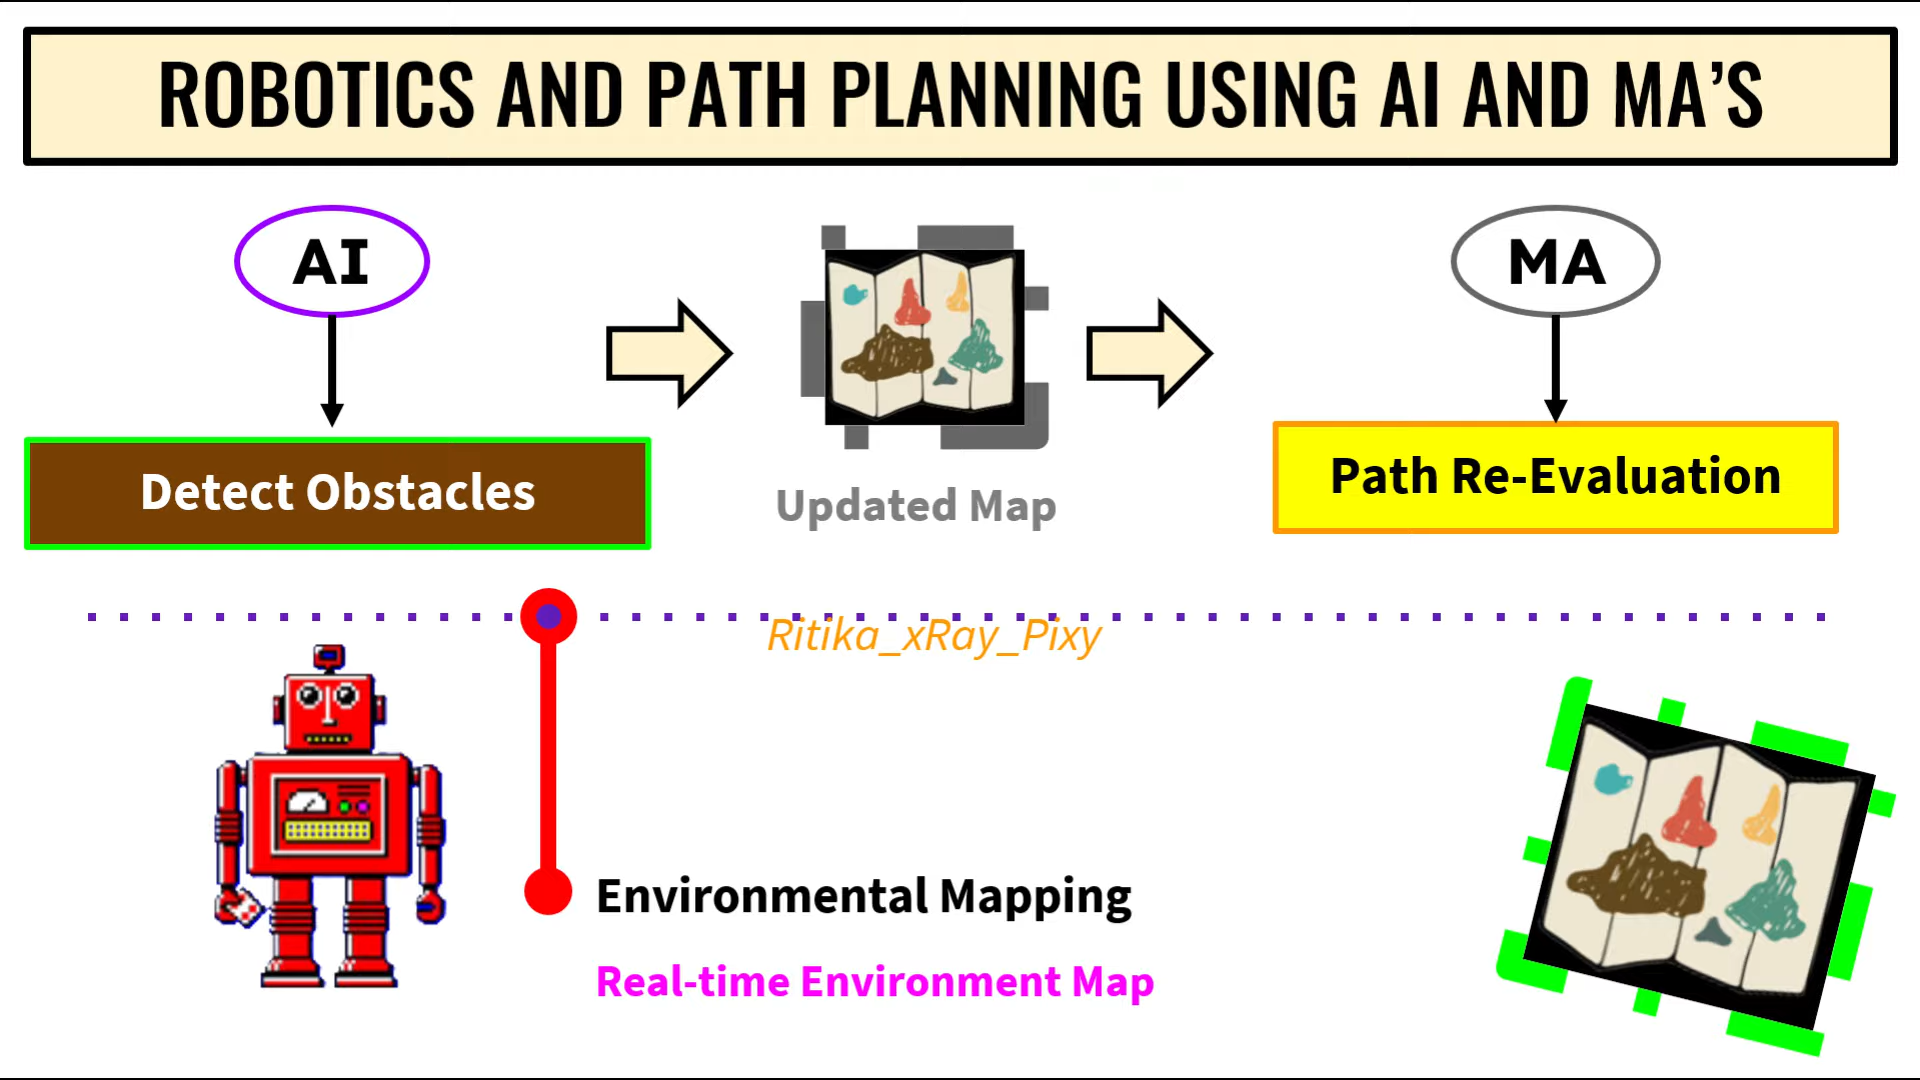 ROBOTICS AND PATH PLANNING USING AI AND MA’S
AI
MA
Detect Obstacles
Updated Map
Path Re-Evaluation
Ritika_xRay_Pixy
Environmental Mapping
Real-time Environment Map